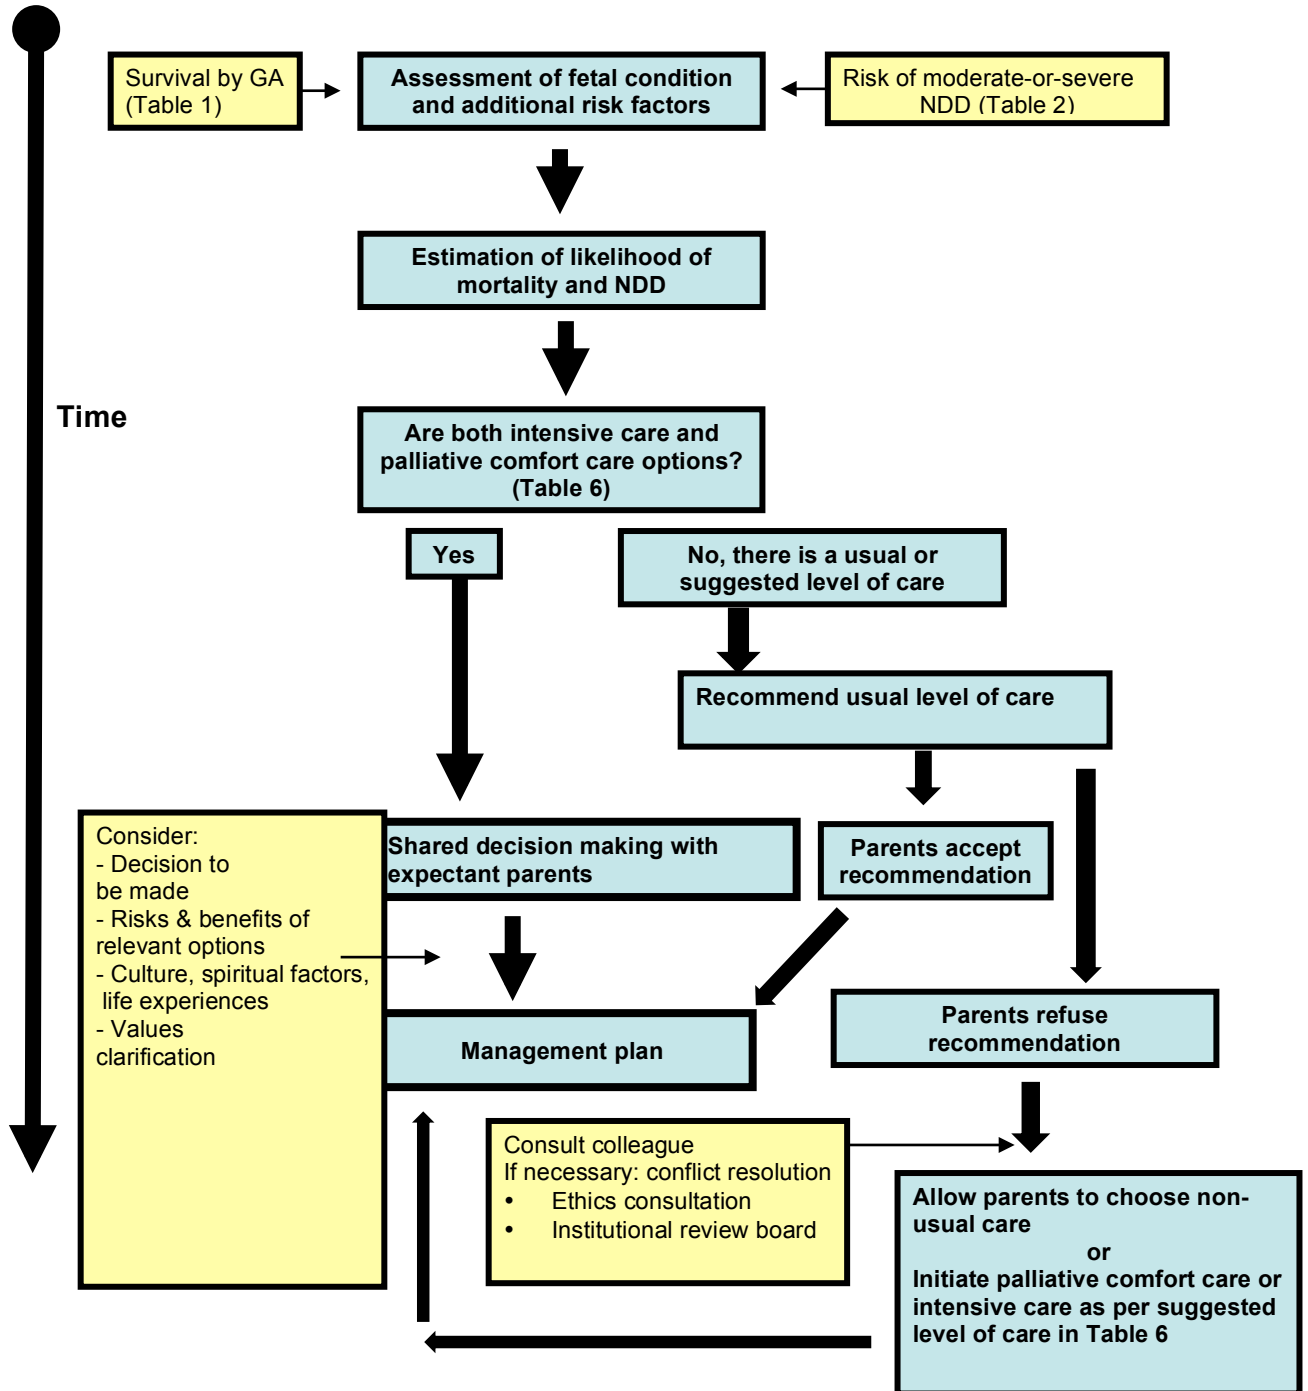 Survival by GA
(Table 1)
Assessment of fetal condition
and additional risk factors
Risk of moderate-or-severe
NDD (Table 2)
Estimation of likelihood of
mortality and NDD
Time
Are both intensive care and
palliative comfort care options?
(Table 6)
Yes
No, there is a usual or
suggested level of care
Recommend usual level of care
Consider:
- Decision to
be made
- Risks & benefits of
relevant options
- Culture, spiritual factors,
life experiences
- Values
clarification
Shared decision making with
expectant parents
Parents accept
recommendation
Management plan
Parents refuse
recommendation
Consult colleague
If necessary: conflict resolution
• Ethics consultation
• Institutional review board
Allow parents to choose non-
usual care
or
Initiate palliative comfort care or
intensive care as per suggested
level of care in Table 6